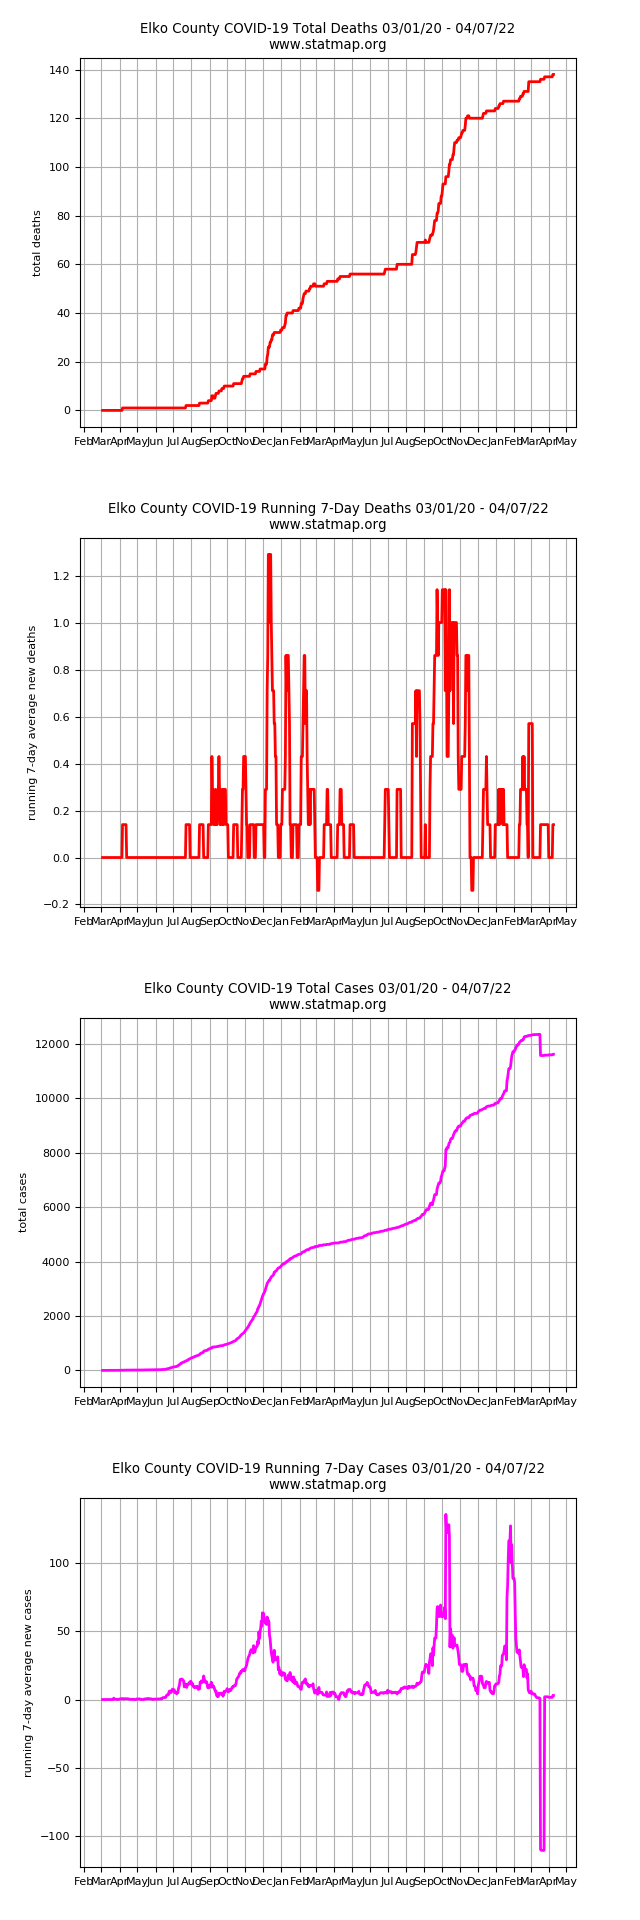 Elko County COVID-19 Total Deaths 03/01/20 - 04/07/22
www.statmap.org
140
120
100
80
60
40
20
0
total deaths
Feb Mar Apr May Jun Jul Aug Sep Oct Nov Dec Jan Feb Mar Apr May Jun Jul Aug Sep Oct Nov Dec Jan Feb Mar Apr May
Elko County COVID-19 Running 7-Day Deaths 03/01/20 - 04/07/22
www.statmap.org
1.2
1.0
0.8
0.6
0.4
0.2
0.0
−0.2
running 7-day average new deaths
Feb Mar Apr May Jun Jul Aug Sep Oct Nov Dec Jan Feb Mar Apr May Jun Jul Aug Sep Oct Nov Dec Jan Feb Mar Apr May
Elko County COVID-19 Total Cases 03/01/20 - 04/07/22
www.statmap.org
12000
10000
8000
6000
4000
2000
0
total cases
Feb Mar Apr May Jun Jul Aug Sep Oct Nov Dec Jan Feb Mar Apr May Jun Jul Aug Sep Oct Nov Dec Jan Feb Mar Apr May
Elko County COVID-19 Running 7-Day Cases 03/01/20 - 04/07/22
www.statmap.org
100
50
0
−50
−100
running 7-day average new cases
Feb Mar Apr May Jun Jul Aug Sep Oct Nov Dec Jan Feb Mar Apr May Jun Jul Aug Sep Oct Nov Dec Jan Feb Mar Apr May